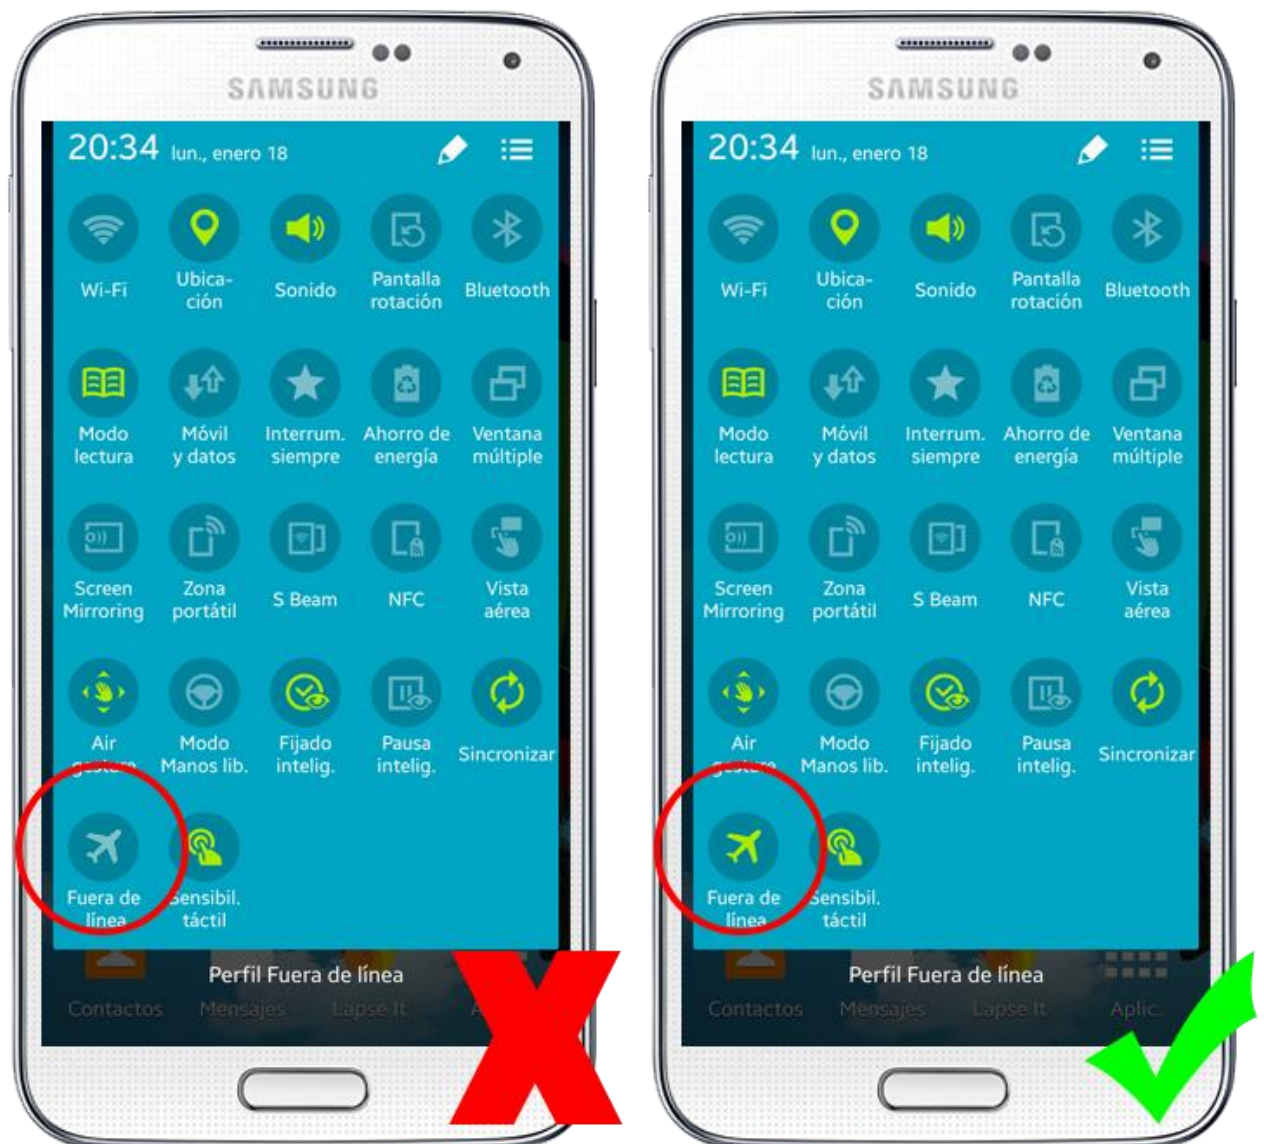 SAMSUNG
20:34 lun., enero 18
Wi-Fi
Ubica-
ción
Sonido
Pantalla
rotación
Bluetooth
Modo
lectura
Móvil
y datos
Interrum.
siempre
Ahorro de
energía
Ventana
múltiple
Screen
Mirroring
Zona
portátil
S Beam
NFC
Vista
aérea
Air
gesture
Modo
Manos lib.
Fijado
intelig.
Pausa
intelig.
Sincronizar
Fuera de
línea
Sensibil.
táctil
Perfil Fuera de línea
Contactos
Mensajes
Lapse It
SAMSUNG
20:34 lun., enero 18
Wi-Fi
Ubica-
ción
Sonido
Pantalla
rotación
Bluetooth
Modo
lectura
Móvil
y datos
Interrum.
siempre
Ahorro de
energía
Ventana
múltiple
Screen
Mirroring
Zona
portátil
S Beam
NFC
Vista
aérea
Air
gesture
Modo
Manos lib.
Fijado
intelig.
Pausa
intelig.
Sincronizar
Fuera de
línea
Sensibil.
táctil
Perfil Fuera de línea
Contactos
Mensajes
Lapse It
Aplic.